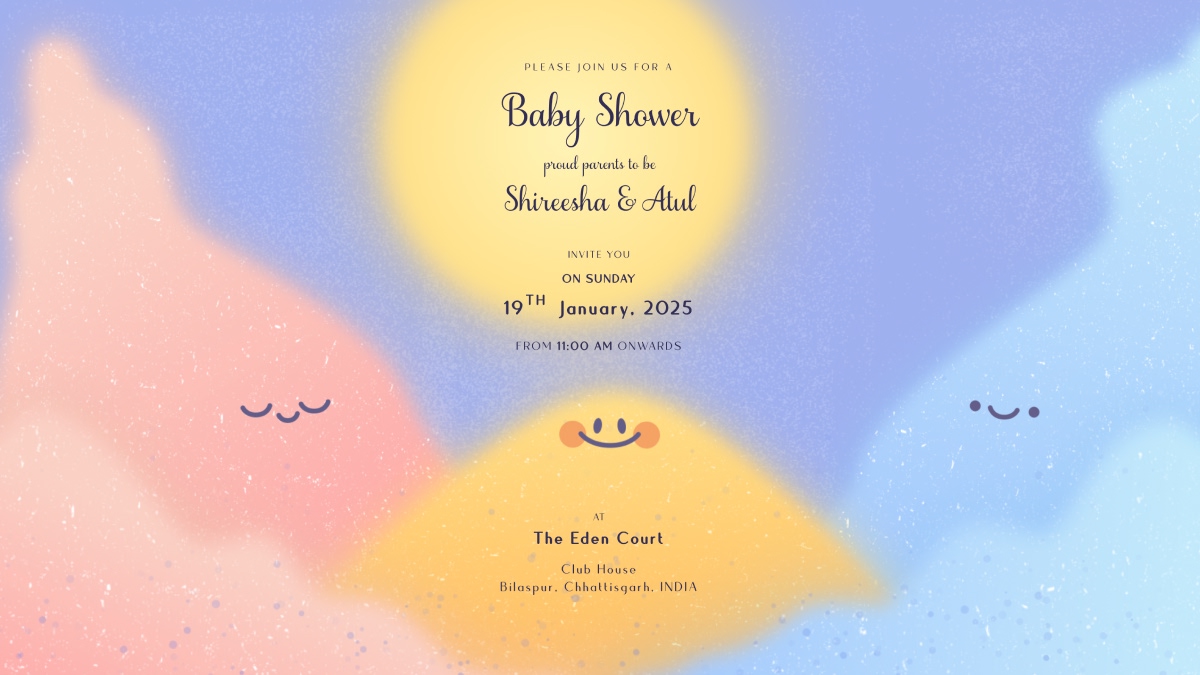 PLEASE JOIN US FOR A
Baby Shower
proud parents to be
Shireesha & Atul
INVITE YOU
ON SUNDAY
19TH January, 2025
FROM 11:00 AM ONWARDS
AT
The Eden Court
Club House
Bilaspur, Chhattisgarh, INDIA